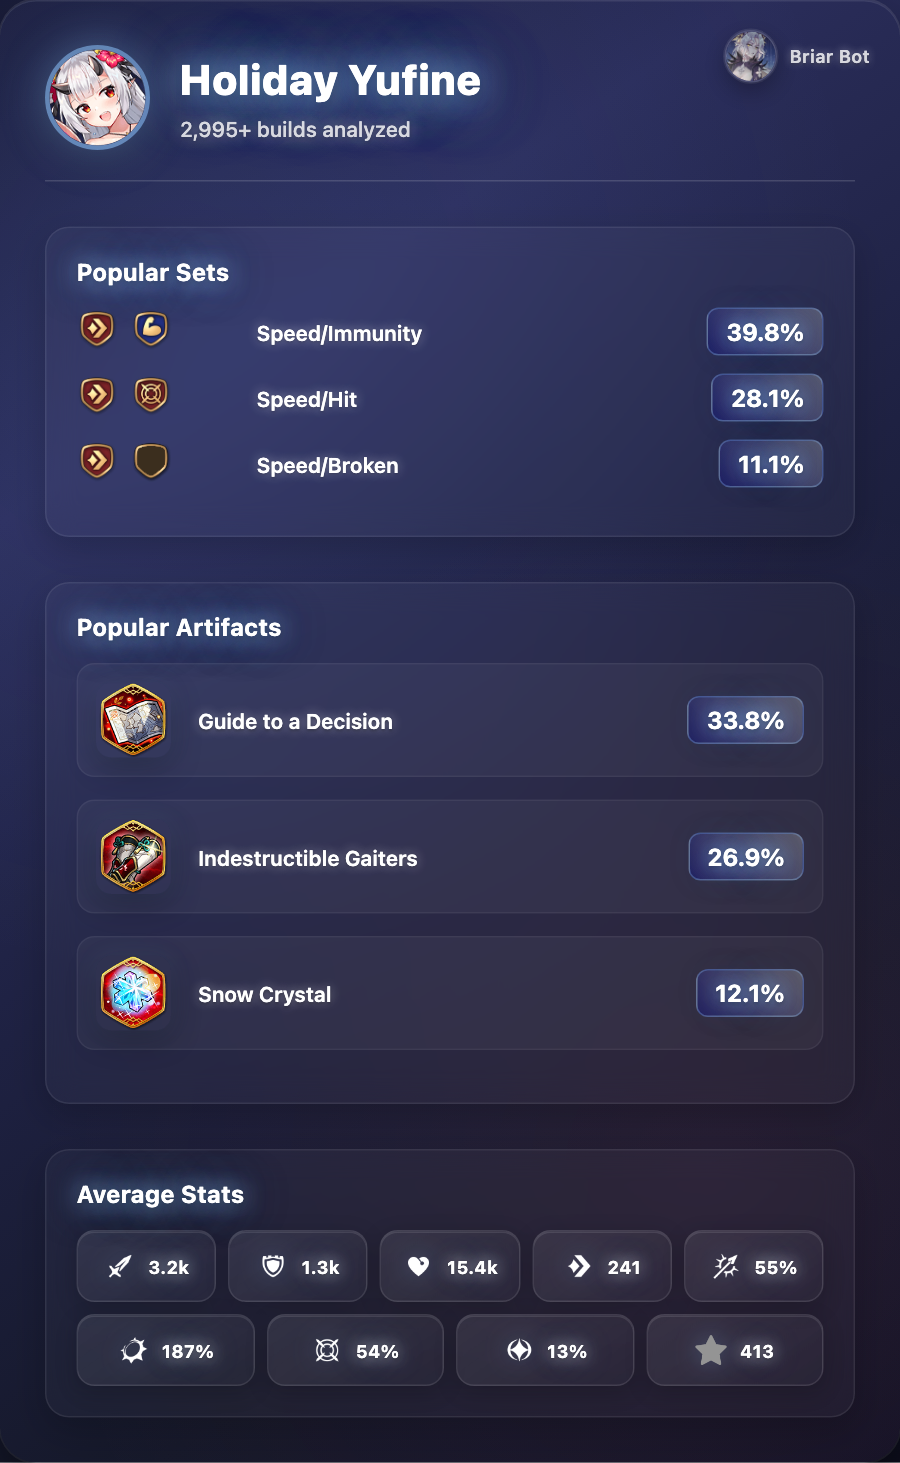 Holiday Yufine
2,995+ builds analyzed
Briar Bot
Popular Sets
Speed/Immunity 39.8%
Speed/Hit 28.1%
Speed/Broken 11.1%
Popular Artifacts
Guide to a Decision 33.8%
Indestructible Gaiters 26.9%
Snow Crystal 12.1%
Average Stats
3.2k 1.3k 15.4k 241 55%
187% 54% 13% 413